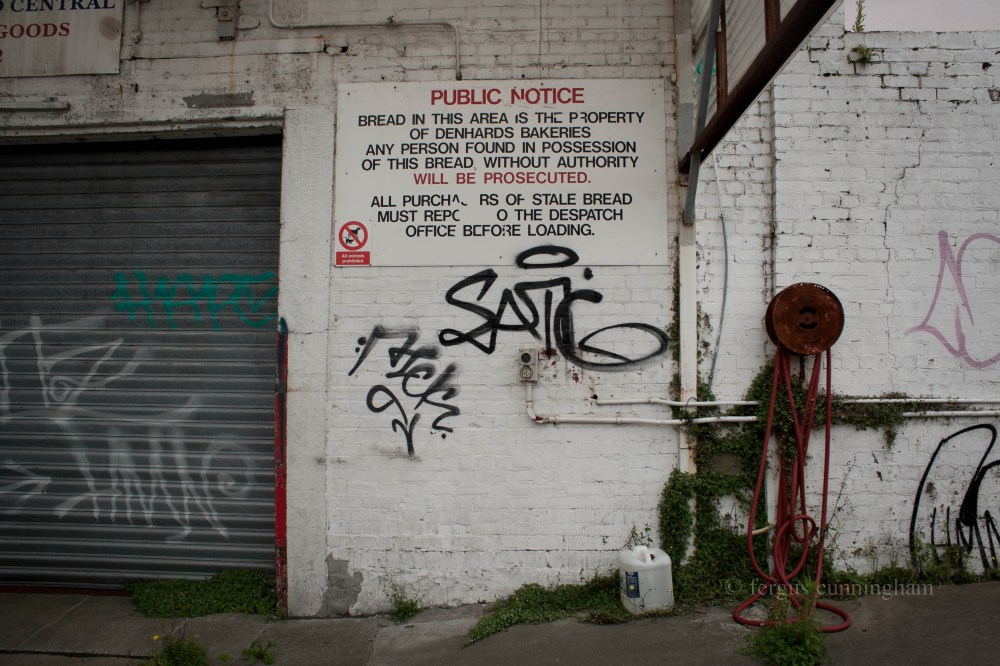 CENTRAL
GOODS
PUBLIC NOTICE
BREAD IN THIS AREA IS THE PROPERTY
OF DENHARDS BAKERIES
ANY PERSON FOUND IN POSSESSION
OF THIS BREAD, WITHOUT AUTHORITY
WILL BE PROSECUTED.
ALL PURCHA RS OF STALE BREAD
MUST REPO O THE DESPATCH
OFFICE BEFORE LOADING.
All animals
prohibited
© fergus cunningham